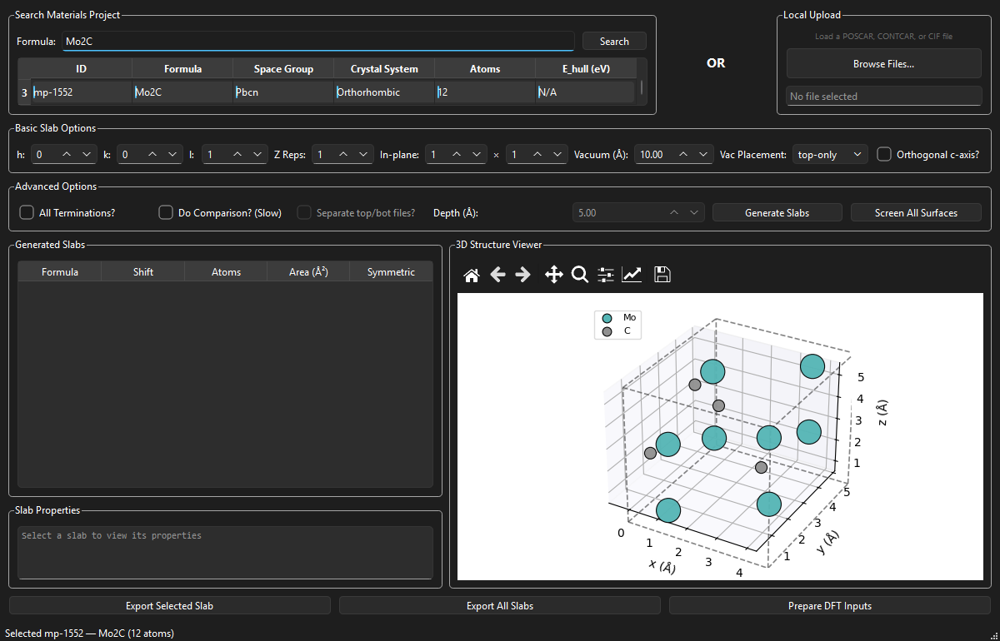 Search Materials Project
Formula: Mo2C Search
ID Formula Space Group Crystal System Atoms E_hull (eV)
3 mp-1552 Mo2C Pbcn Orthorhombic 12 N/A
OR
Local Upload
Load a POSCAR, CONTCAR, or CIF file
Browse Files...
No file selected
Basic Slab Options
h: 0 k: 0 l: 1 Z Reps: 1 In-plane: 1 × 1 Vacuum (Å): 10.00 Vac Placement: top-only Orthogonal c-axis?
Advanced Options
All Terminations? Do Comparison? (Slow) Separate top/bot files? Depth (Å): 5.00 Generate Slabs Screen All Surfaces
Generated Slabs
Formula Shift Atoms Area (Å²) Symmetric
Slab Properties
Select a slab to view its properties
3D Structure Viewer
Mo
C
5
4
3
2
1
z (Å)
5
4
3
2
1
y (Å)
0
1
2
3
4
x (Å)
Export Selected Slab Export All Slabs Prepare DFT Inputs
Selected mp-1552 — Mo2C (12 atoms)